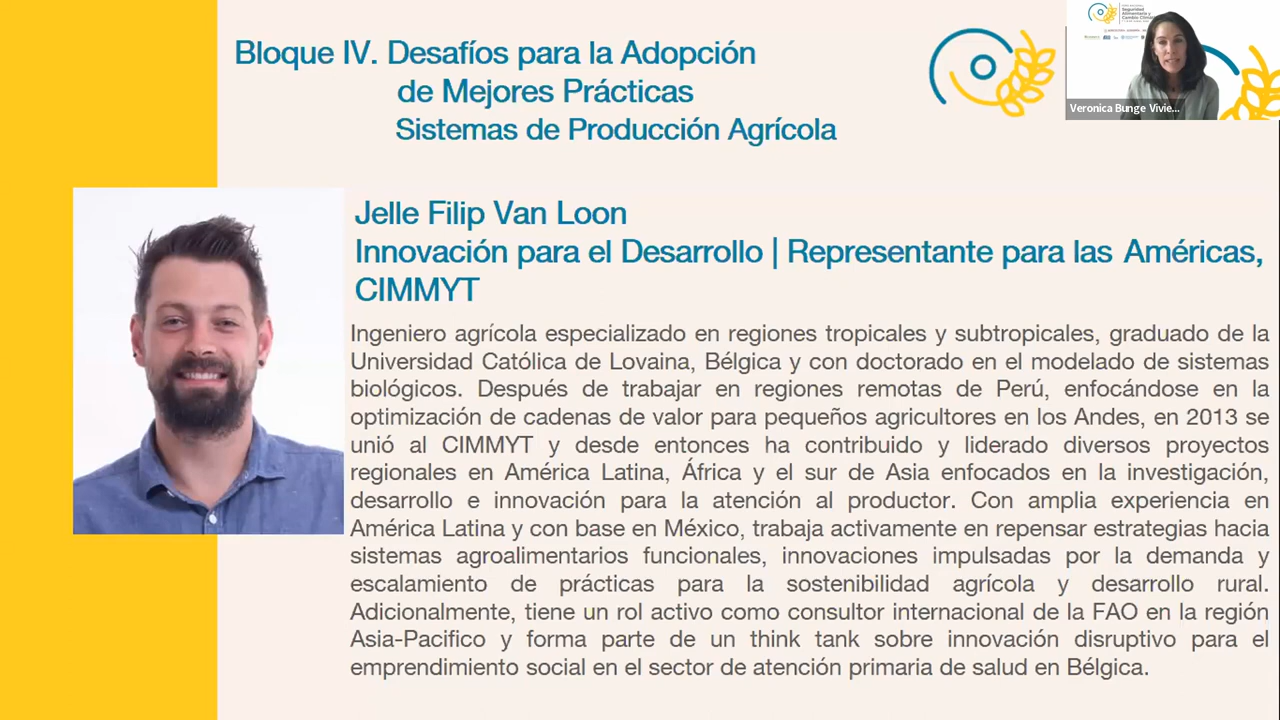 Bloque IV. Desafíos para la Adopción
de Mejores Prácticas
Sistemas de Producción Agrícola
Seguridad
Alimentaria y
Cambio Climático
Veronica Bunge Vivie...
Jelle Filip Van Loon
Innovación para el Desarrollo | Representante para las Américas,
CIMMYT
Ingeniero agrícola especializado en regiones tropicales y subtropicales, graduado de la
Universidad Católica de Lovaina, Bélgica y con doctorado en el modelado de sistemas
biológicos. Después de trabajar en regiones remotas de Perú, enfocándose en la
optimización de cadenas de valor para pequeños agricultores en los Andes, en 2013 se
unió al CIMMYT y desde entonces ha contribuido y liderado diversos proyectos
regionales en América Latina, África y el sur de Asia enfocados en la investigación,
desarrollo e innovación para la atención al productor. Con amplia experiencia en
América Latina y con base en México, trabaja activamente en repensar estrategias hacia
sistemas agroalimentarios funcionales, innovaciones impulsadas por la demanda y
escalamiento de prácticas para la sostenibilidad agrícola y desarrollo rural.
Adicionalmente, tiene un rol activo como consultor internacional de la FAO en la región
Asia-Pacifico y forma parte de un think tank sobre innovación disruptivo para el
emprendimiento social en el sector de atención primaria de salud en Bélgica.